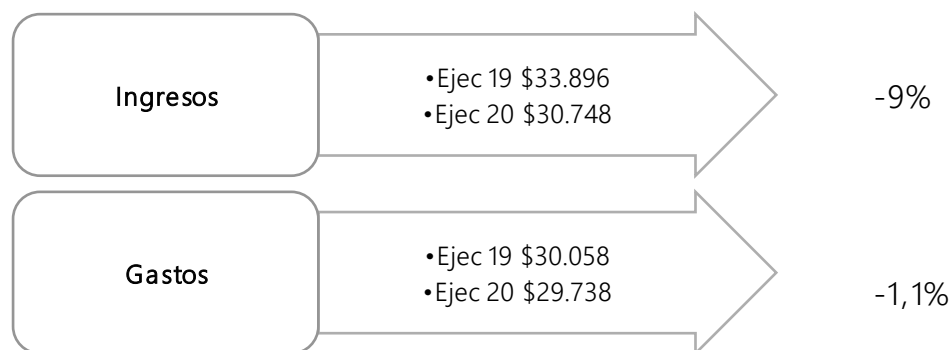 Ingresos
•Ejec 19 $33.896
•Ejec 20 $30.748
-9%
Gastos
•Ejec 19 $30.058
•Ejec 20 $29.738
-1,1%